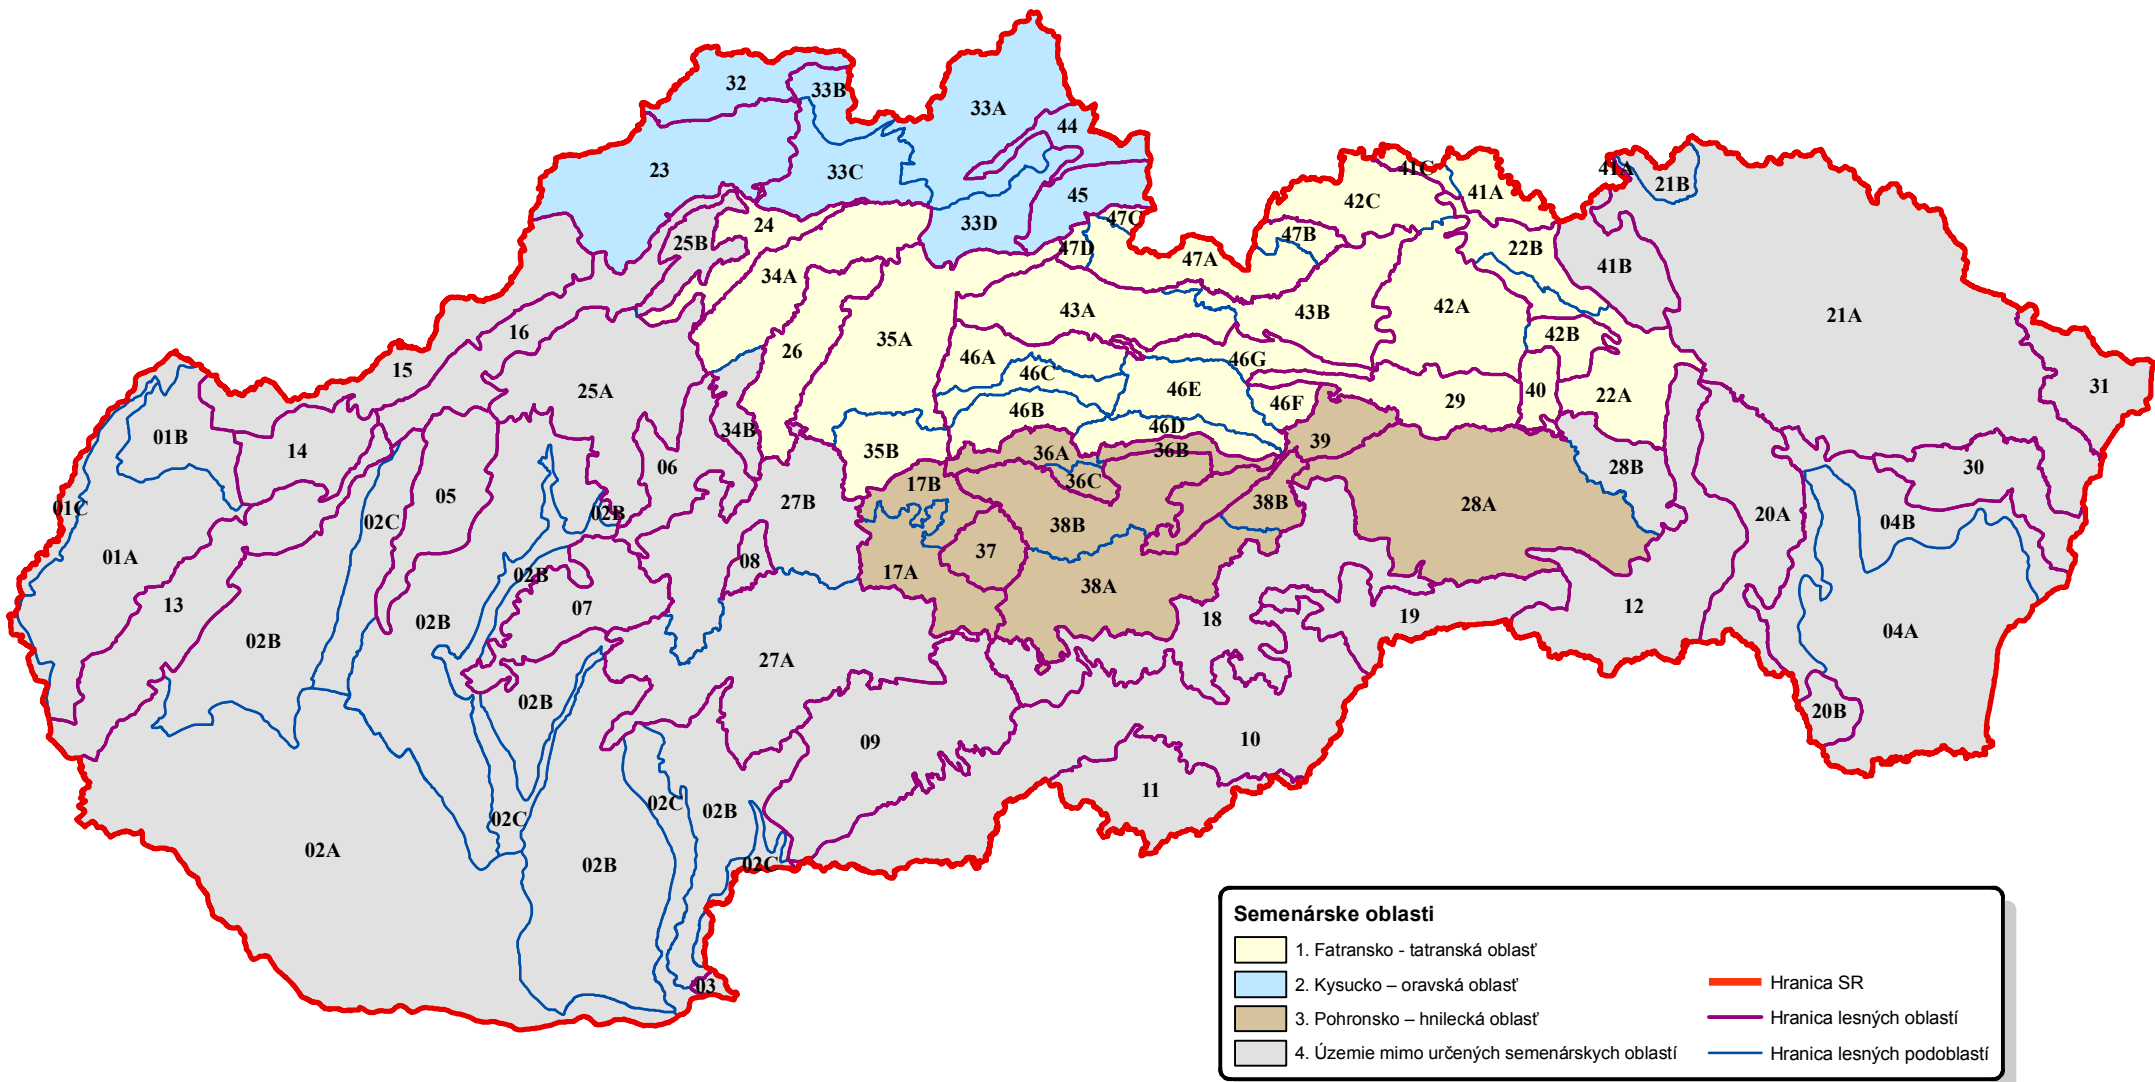 32
33B
33A
44
23
33C
41C
41A
41A
21B
45
42C
24
33D
47C
25B
47B
22B
47D
47A
41B
34A
43A
43B
42A
21A
16
35A
42B
26
46A
46G
15
46C
31
25A
46E
46F
29
40
22A
46B
01B
34B
46D
14
39
35B
36A
36B
06
28B
30
17B
36C
05
27B
01C
02C
02B
38B
28A
20A
04B
38B
37
01A
08
02B
17A
38A
13
07
12
02B
18
19
02B
04A
27A
02B
20B
09
10
11
02C
02B
02C
02A
02B
02C
03
Semenárske oblasti
1. Fatransko - tatranská oblasť
2. Kysucko – oravská oblasť
Hranica SR
3. Pohronsko – hnilecká oblasť
Hranica lesných oblastí
4. Územie mimo určených semenárskych oblastí
Hranica lesných podoblastí